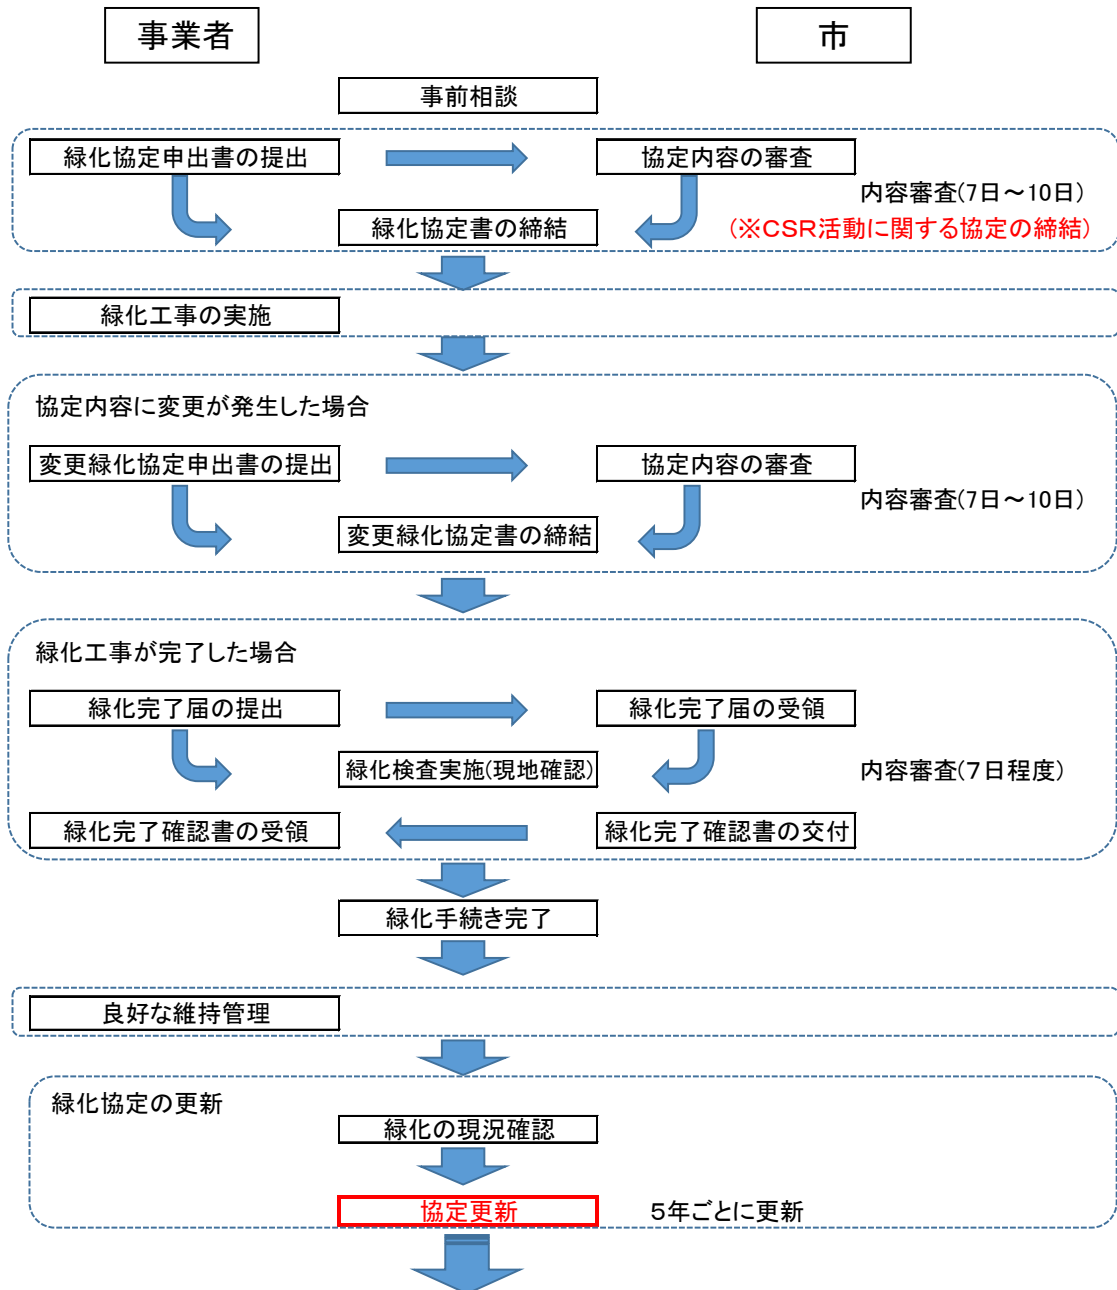 事業者
市
事前相談
緑化協定申出書の提出
協定内容の審査
内容審査(7日～10日)
緑化協定書の締結
(※CSR活動に関する協定の締結)
緑化工事の実施
協定内容に変更が発生した場合
変更緑化協定申出書の提出
協定内容の審査
内容審査(7日～10日)
変更緑化協定書の締結
緑化工事が完了した場合
緑化完了届の提出
緑化完了届の受領
緑化検査実施(現地確認)
内容審査(７日程度)
緑化完了確認書の受領
緑化完了確認書の交付
緑化手続き完了
良好な維持管理
緑化協定の更新
緑化の現況確認
協定更新
５年ごとに更新